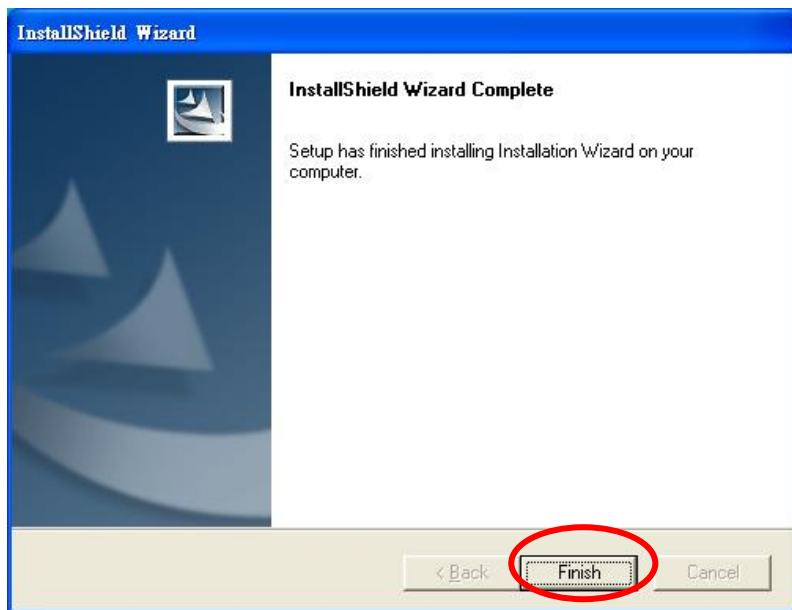 InstallShield Wizard
InstallShield Wizard Complete
Setup has finished installing Installation Wizard on your
computer.
< Back
Finish
Cancel